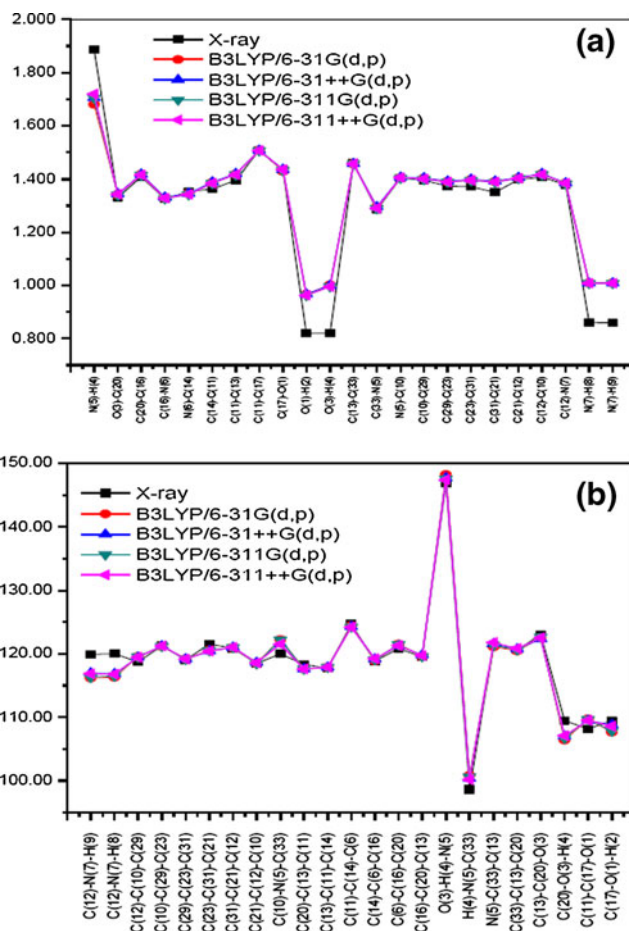 (a)
X-ray
B3LYP/6-31G(d,p)
B3LYP/6-31++G(d,p)
B3LYP/6-311G(d,p)
B3LYP/6-311++G(d,p)
2.000
1.800
1.600
1.400
1.200
1.000
0.800
N(5)-H(4)
O(3)-C(20)
C(20)-C(16)
C(16)-N(6)
N(6)-C(14)
C(14)-C(11)
C(11)-C(13)
C(11)-C(17)
C(17)-O(1)
O(1)-H(2)
O(3)-H(4)
C(13)-C(33)
C(33)-N(5)
N(5)-C(10)
C(10)-C(29)
C(29)-C(23)
C(23)-C(31)
C(31)-C(21)
C(21)-C(12)
C(12)-C(10)
C(12)-N(7)
N(7)-H(8)
N(7)-H(9)
(b)
X-ray
B3LYP/6-31G(d,p)
B3LYP/6-31++G(d,p)
B3LYP/6-311G(d,p)
B3LYP/6-311++G(d,p)
150.00
140.00
130.00
120.00
110.00
100.00
C(12)-N(7)-H(9)
C(12)-N(7)-H(8)
C(12)-C(10)-C(29)
C(10)-C(29)-C(23)
C(29)-C(23)-C(31)
C(23)-C(31)-C(21)
C(31)-C(21)-C(12)
C(21)-C(12)-C(10)
C(10)-N(5)-C(33)
C(20)-C(13)-C(11)
C(13)-C(11)-C(14)
C(11)-C(14)-C(6)
C(14)-C(6)-C(16)
C(6)-C(16)-C(20)
C(16)-C(20)-C(13)
O(3)-H(4)-N(5)
H(4)-N(5)-C(33)
N(5)-C(33)-C(13)
C(33)-C(13)-C(20)
C(13)-C(20)-O(3)
C(20)-O(3)-H(4)
C(11)-C(17)-O(1)
C(17)-O(1)-H(2)